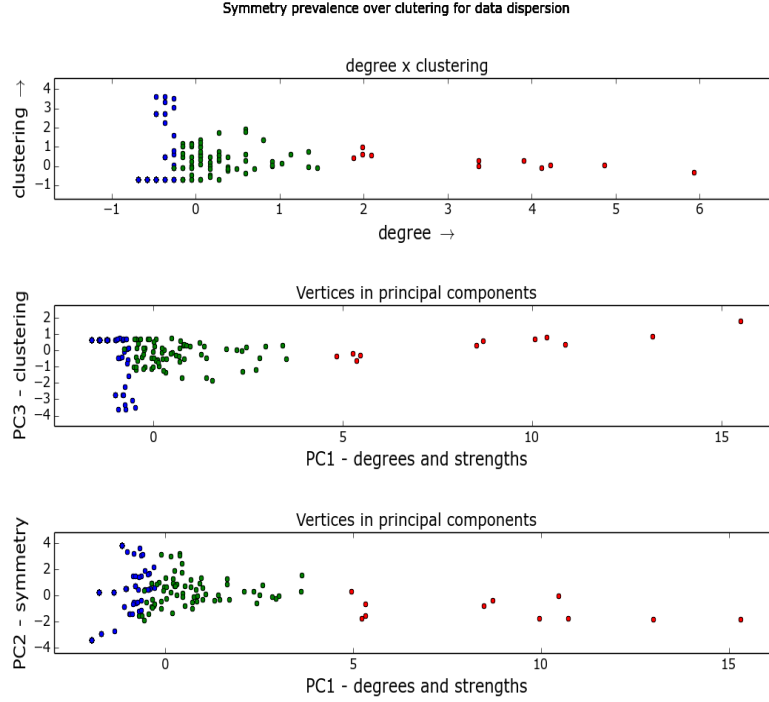 Symmetry prevalence over clutering for data dispersion
degree x clustering
clustering →
4
3
2
1
0
−1
−1 0 1 2 3 4 5 6
degree →
Vertices in principal components
PC3 - clustering
2
1
0
−1
−2
−3
−4
0 5 10 15
PC1 - degrees and strengths
Vertices in principal components
PC2 - symmetry
4
2
0
−2
−4
0 5 10 15
PC1 - degrees and strengths